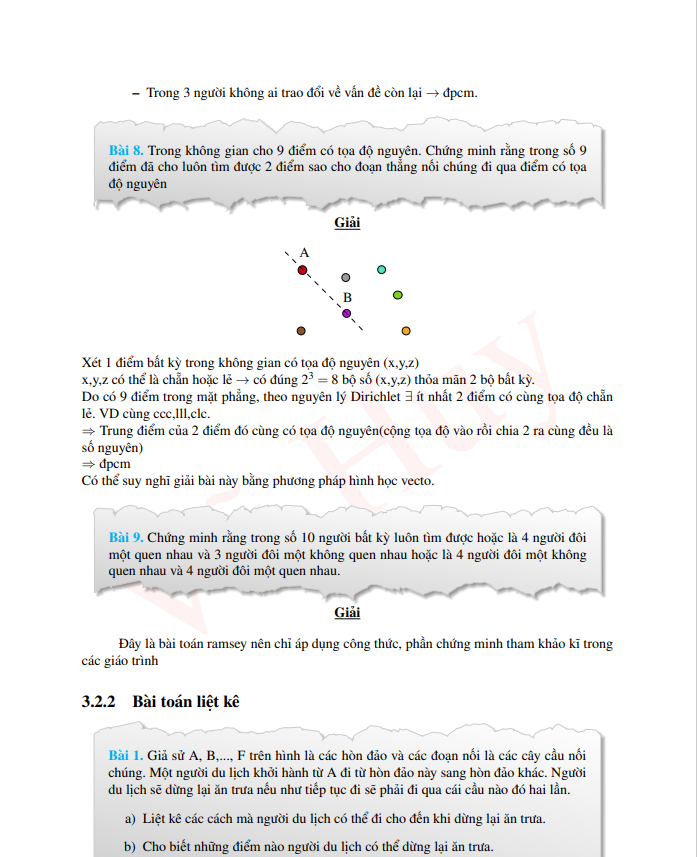 – Trong 3 người không ai trao đổi về vấn đề còn lại → đpcm.
Bài 8. Trong không gian cho 9 điểm có tọa độ nguyên. Chứng minh rằng trong số 9
điểm đã cho luôn tìm được 2 điểm sao cho đoạn thẳng nối chúng đi qua điểm có tọa
độ nguyên
Giải
A
B
Xét 1 điểm bất kỳ trong không gian có tọa độ nguyên (x,y,z)
x,y,z có thể là chẵn hoặc lẻ → có đúng 2³ = 8 bộ số (x,y,z) thỏa mãn 2 bộ bất kỳ.
Do có 9 điểm trong mặt phẳng, theo nguyên lý Dirichlet ∃ ít nhất 2 điểm có cùng tọa độ chẵn
lẻ. VD cùng ccc,lll,clc.
⇒ Trung điểm của 2 điểm đó cùng có tọa độ nguyên(cộng tọa độ vào rồi chia 2 ra cùng đều là
số nguyên)
⇒ đpcm
Có thể suy nghĩ giải bài này bằng phương pháp hình học vecto.
Bài 9. Chứng minh rằng trong số 10 người bất kỳ luôn tìm được hoặc là 4 người đôi
một quen nhau và 3 người đôi một không quen nhau hoặc là 4 người đôi một không
quen nhau và 4 người đôi một quen nhau.
Giải
Đây là bài toán ramsey nên chỉ áp dụng công thức, phần chứng minh tham khảo kĩ trong
các giáo trình
3.2.2 Bài toán liệt kê
Bài 1. Giả sử A, B,..., F trên hình là các hòn đảo và các đoạn nối là các cây cầu nối
chúng. Một người du lịch khởi hành từ A đi từ hòn đảo này sang hòn đảo khác. Người
du lịch sẽ dừng lại ăn trưa nếu như tiếp tục đi sẽ phải đi qua cái cầu nào đó hai lần.
a) Liệt kê các cách mà người du lịch có thể đi cho đến khi dừng lại ăn trưa.
b) Cho biết những điểm nào người du lịch có thể dừng lại ăn trưa.
Vũ Huy